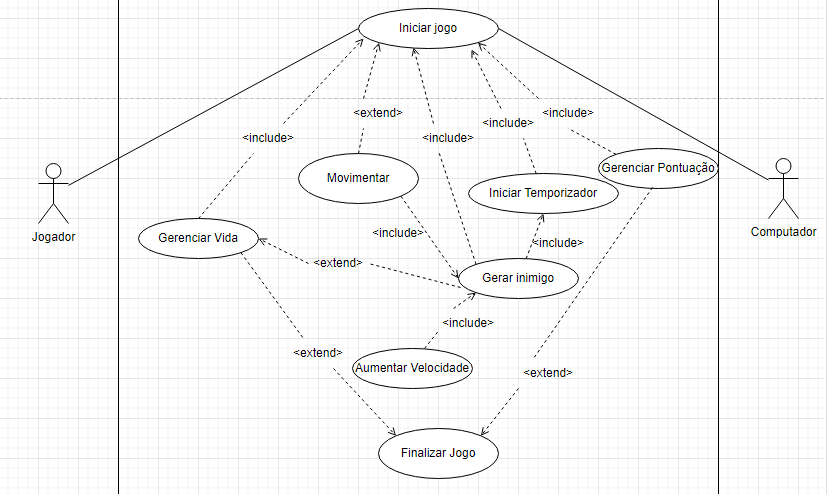 Iniciar jogo
<extend>
<include>
<include>
<include>
<include>
Movimentar
Gerenciar Pontuação
Iniciar Temporizador
Jogador
Computador
Gerenciar Vida
<include>
<include>
<extend>
Gerar inimigo
<include>
<extend>
Aumentar Velocidade
<extend>
Finalizar Jogo